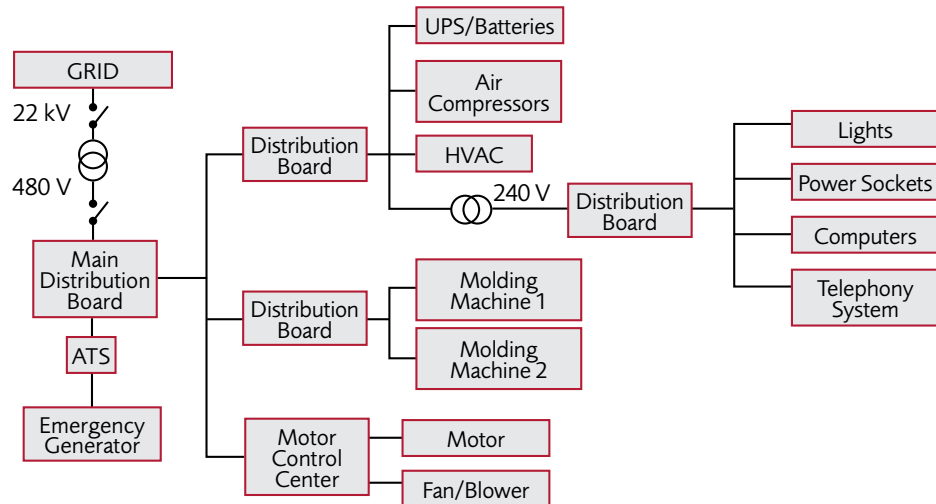 GRID
22 kV
480 V
Main
Distribution
Board
ATS
Emergency
Generator
Distribution
Board
UPS/Batteries
Air
Compressors
HVAC
240 V
Distribution
Board
Lights
Power Sockets
Computers
Telephony
System
Distribution
Board
Molding
Machine 1
Molding
Machine 2
Motor
Control
Center
Motor
Fan/Blower